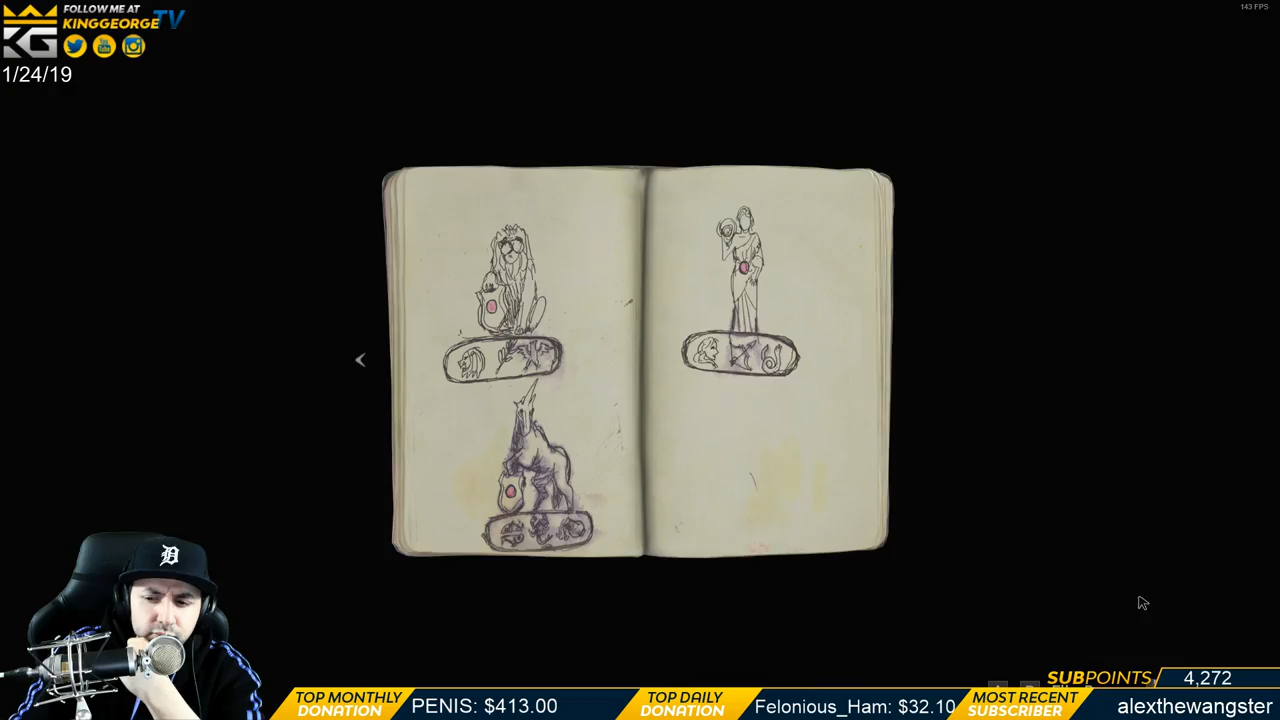 143 FPS
FOLLOW ME AT
KINGGEORGE TV
KG
1/24/19
SUBPOINTS 4,272
TOP MONTHLY DONATION PENIS: $413.00
TOP DAILY DONATION Felonious_Ham: $32.10
MOST RECENT SUBSCRIBER alexthewangster